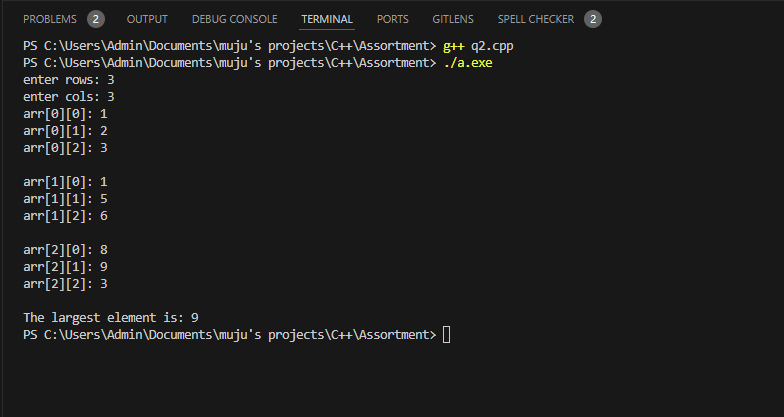 PROBLEMS 2 OUTPUT DEBUG CONSOLE TERMINAL PORTS GITLENS SPELL CHECKER 2
PS C:\Users\Admin\Documents\muju's projects\C++\Assortment> g++ q2.cpp
PS C:\Users\Admin\Documents\muju's projects\C++\Assortment> ./a.exe
enter rows: 3
enter cols: 3
arr[0][0]: 1
arr[0][1]: 2
arr[0][2]: 3
arr[1][0]: 1
arr[1][1]: 5
arr[1][2]: 6
arr[2][0]: 8
arr[2][1]: 9
arr[2][2]: 3
The largest element is: 9
PS C:\Users\Admin\Documents\muju's projects\C++\Assortment>